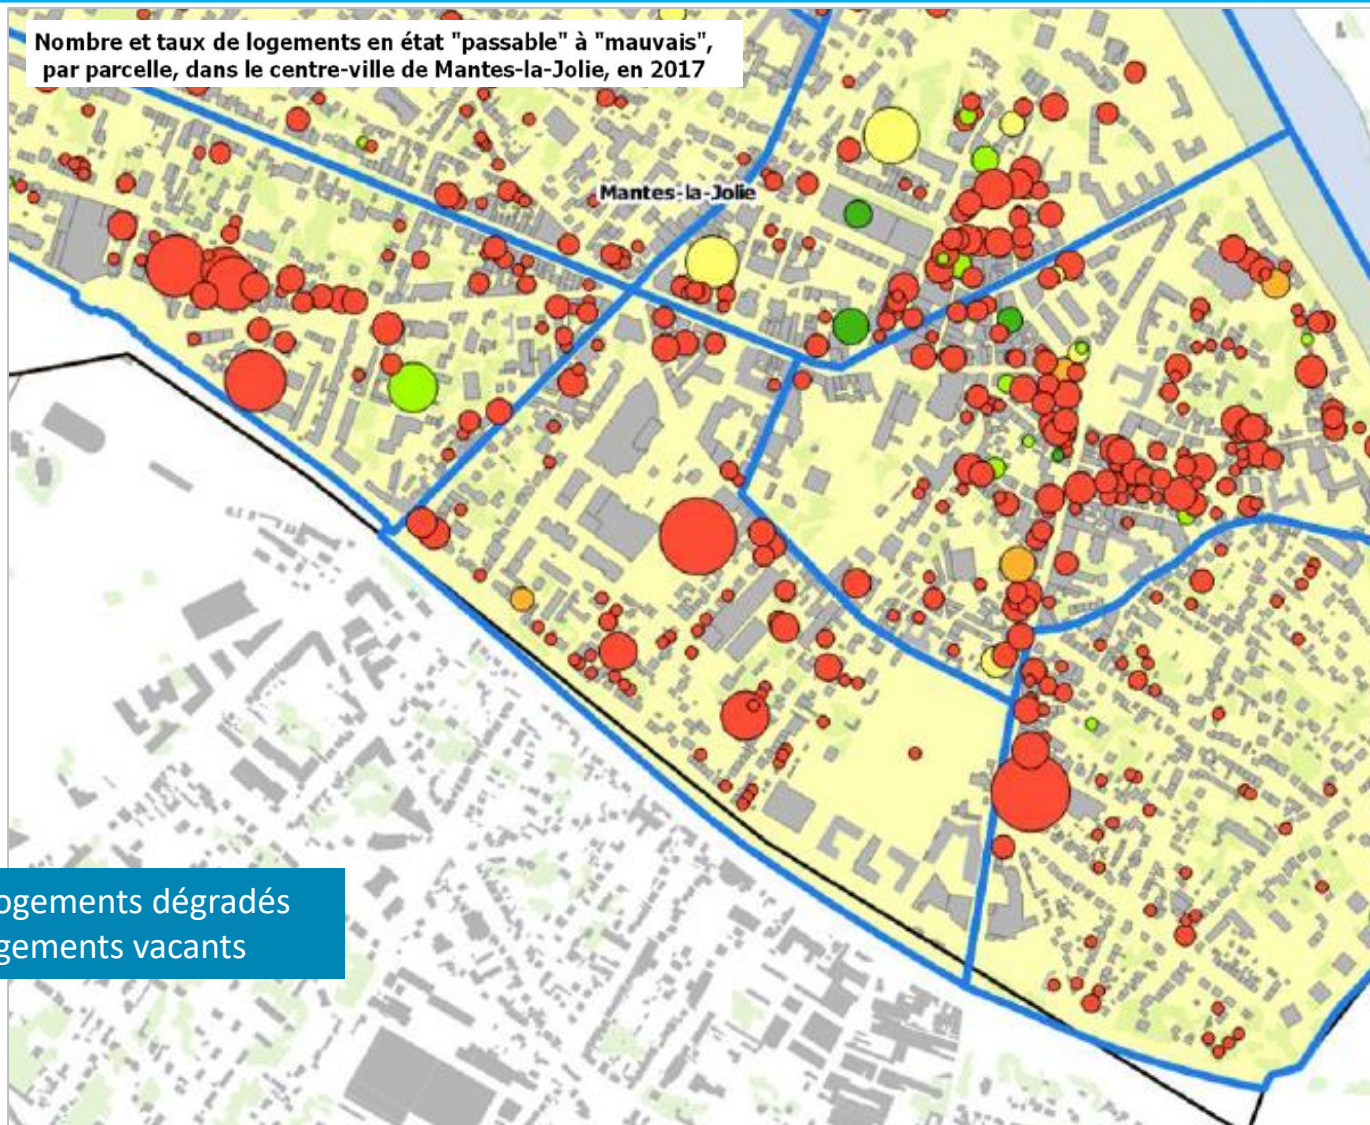 Nombre et taux de logements en état "passable" à "mauvais",
par parcelle, dans le centre-ville de Mantes-la-Jolie, en 2017
Mantes-la-Jolie
ogements dégradés
gements vacants